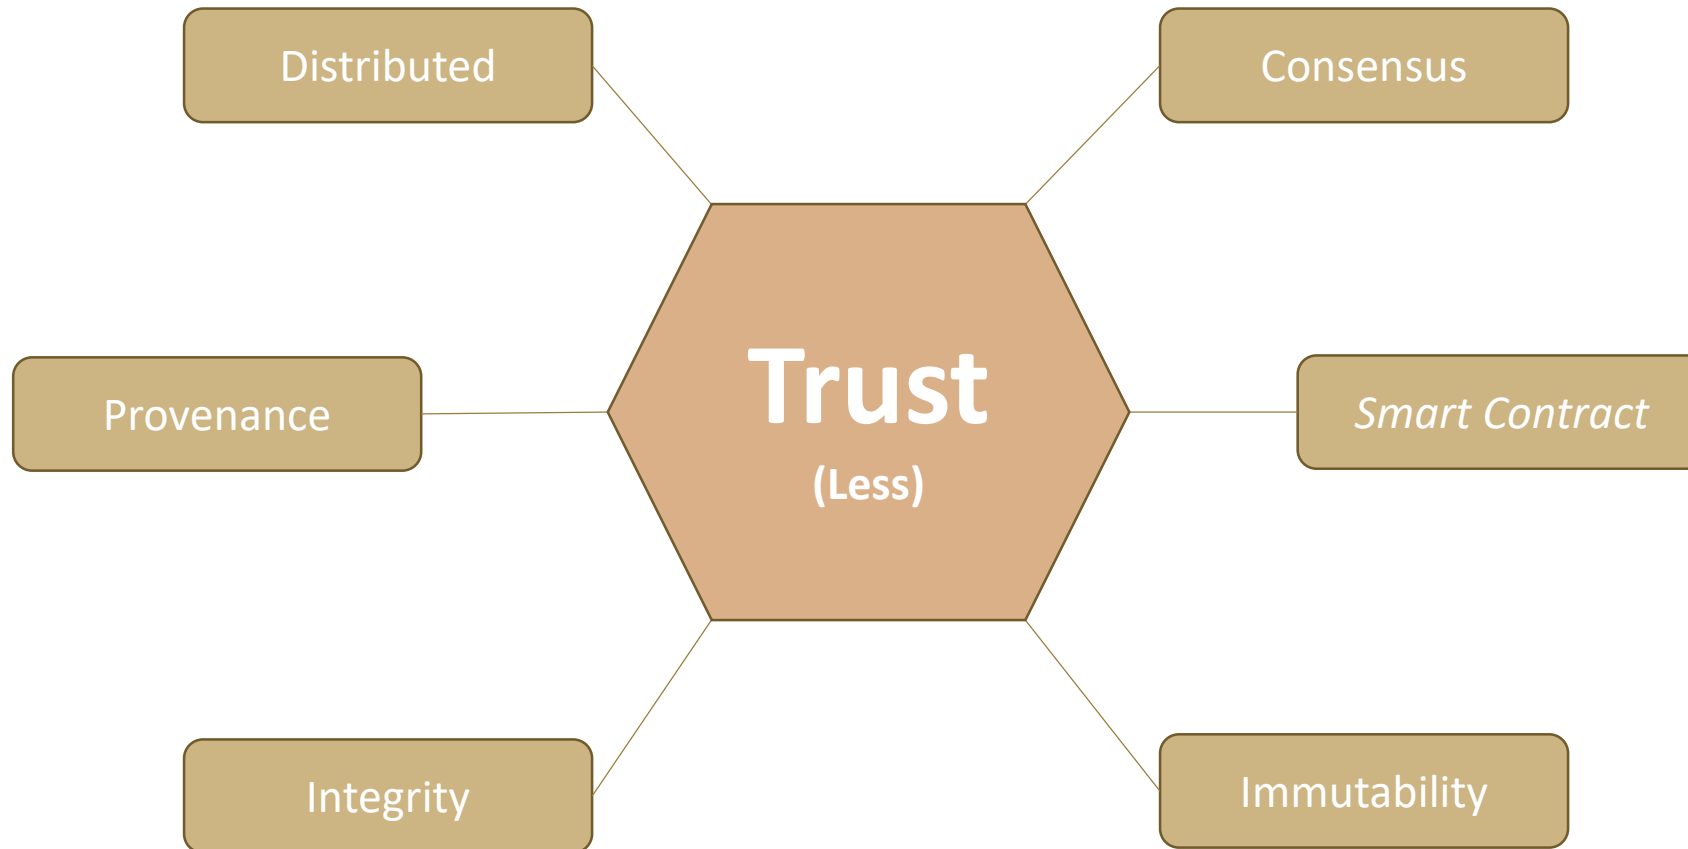 Distributed
Consensus
Trust
(Less)
Provenance
Smart Contract
Integrity
Immutability